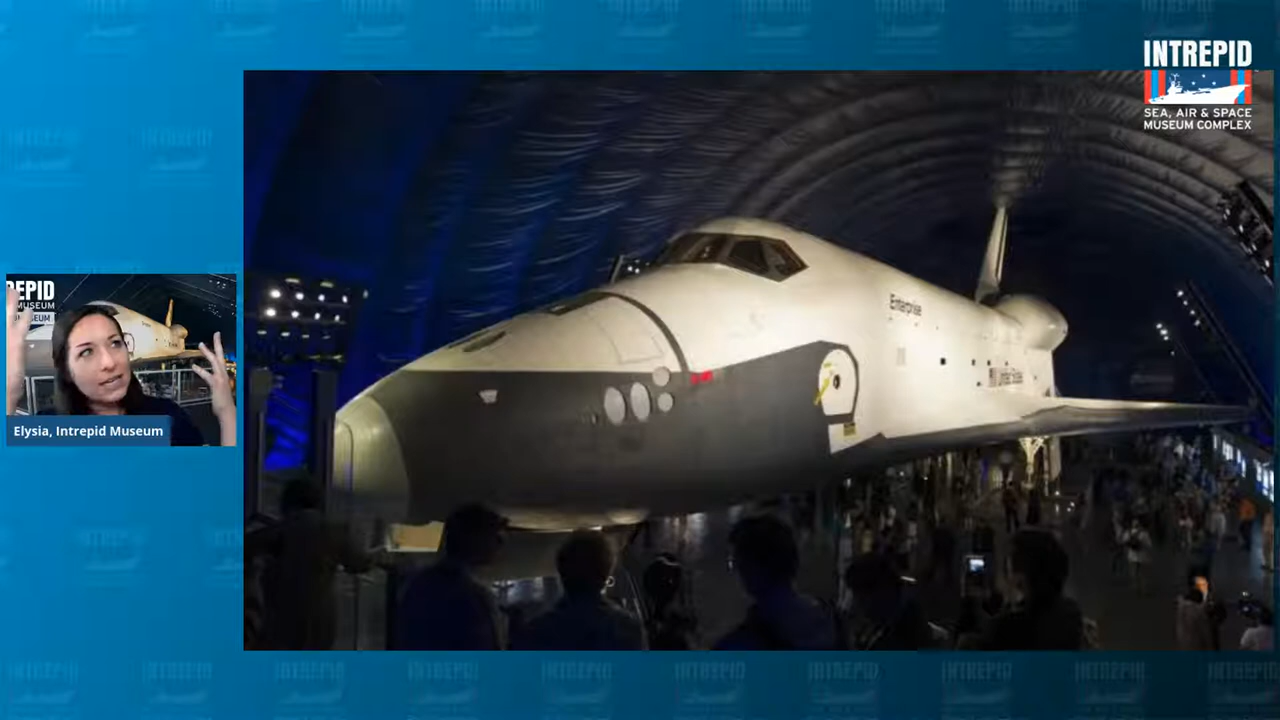 INTREPID
SEA, AIR & SPACE
MUSEUM COMPLEX
Enterprise
United States
EPID
MUSEUM
Elysia, Intrepid Museum